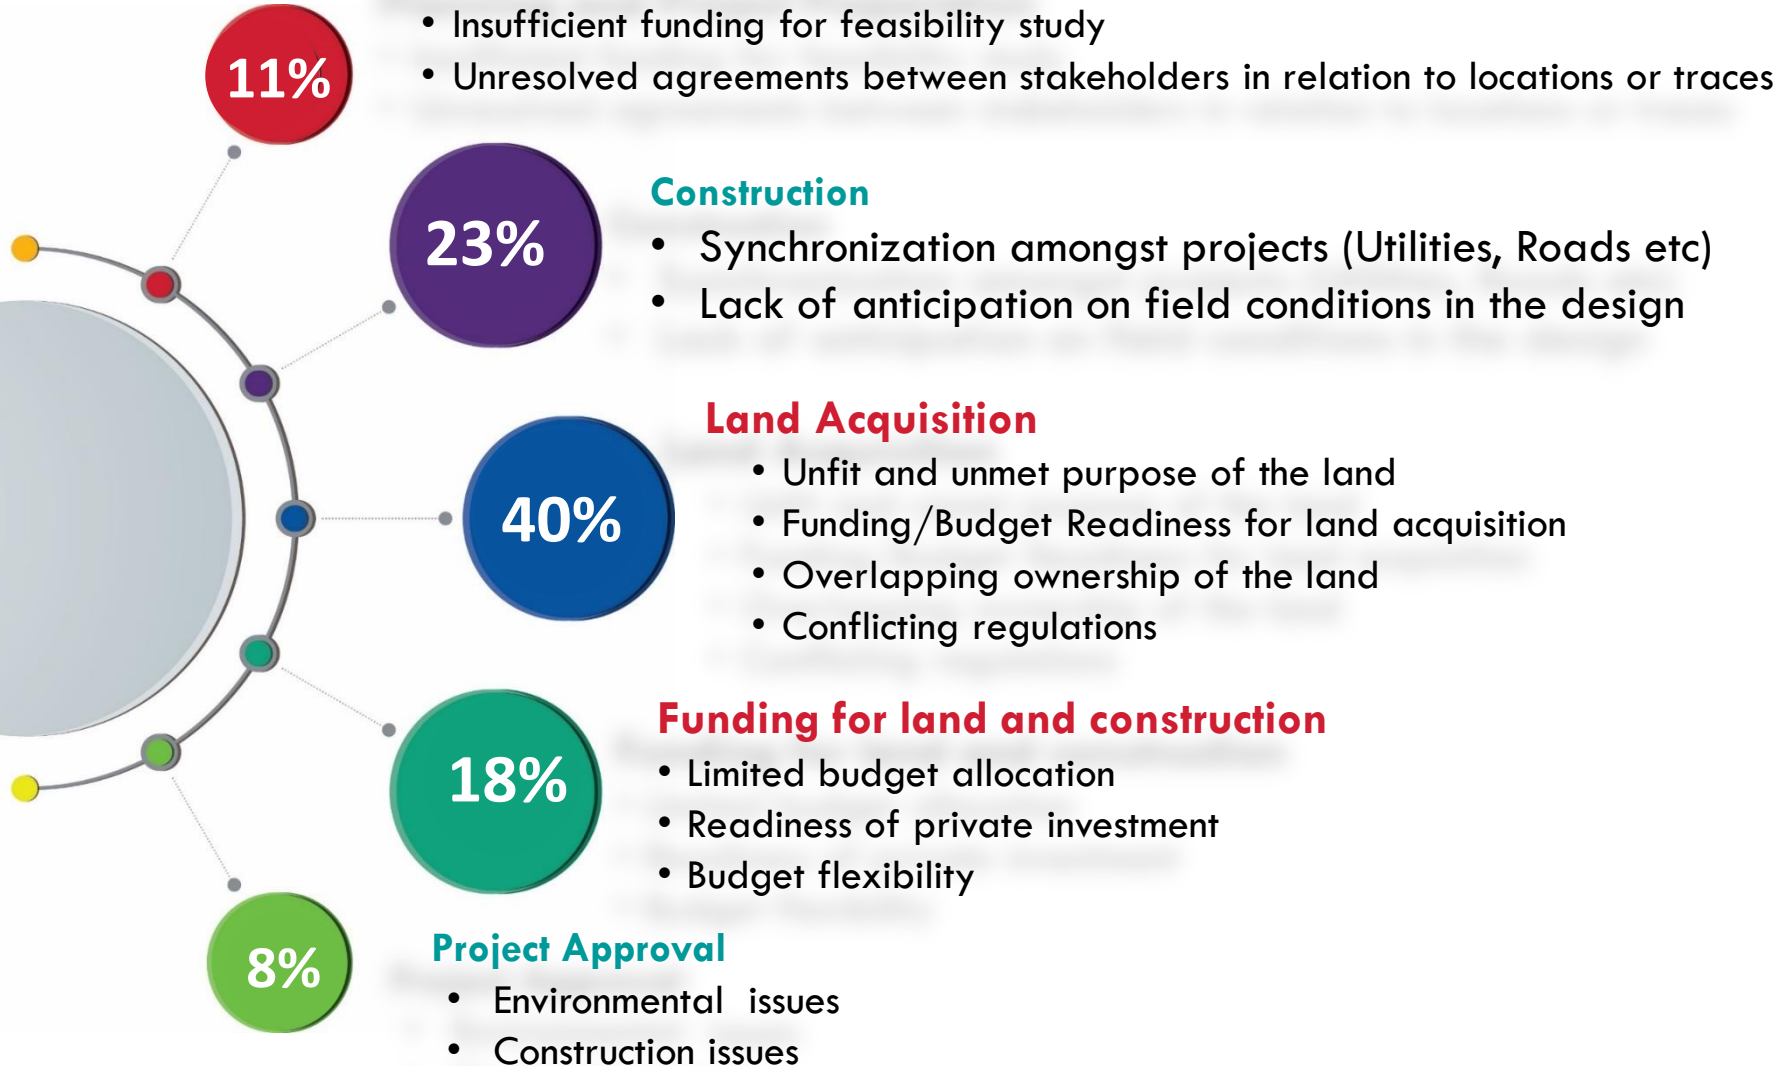 • Insufficient funding for feasibility study
11%
• Unresolved agreements between stakeholders in relation to locations or traces
Construction
23%
• Synchronization amongst projects (Utilities, Roads etc)
• Lack of anticipation on field conditions in the design
Land Acquisition
• Unfit and unmet purpose of the land
40%
• Funding/Budget Readiness for land acquisition
• Overlapping ownership of the land
• Conflicting regulations
Funding for land and construction
18%
• Limited budget allocation
• Readiness of private investment
• Budget flexibility
Project Approval
8%
• Environmental issues
• Construction issues